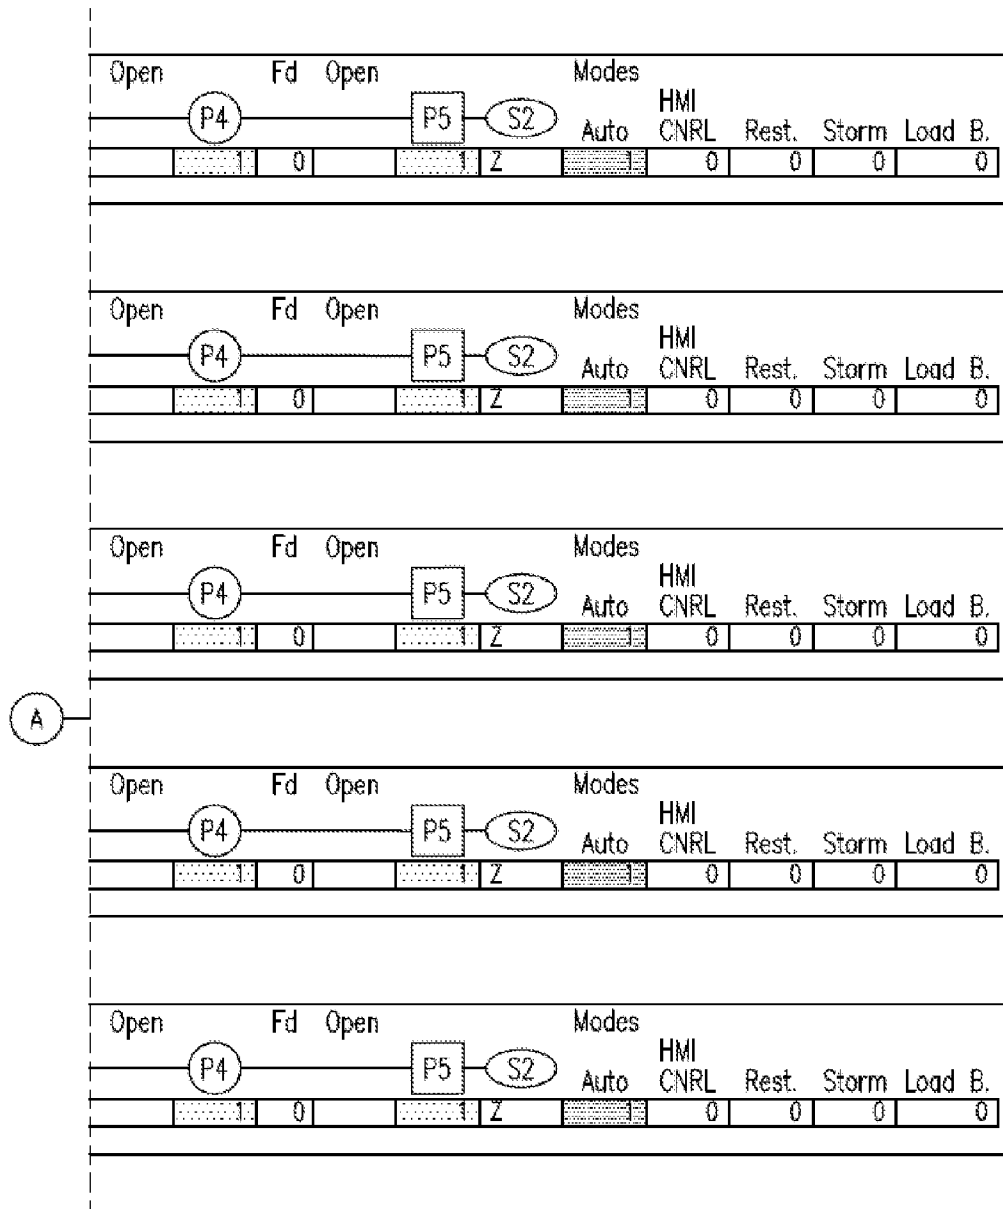 Open Fd Open Modes
HMI
P4 P5 S2 Auto CNRL Rest. Storm Load B.
1 0 1 Z 1 0 0 0 0
Open Fd Open Modes
HMI
P4 P5 S2 Auto CNRL Rest. Storm Load B.
1 0 1 Z 1 0 0 0 0
Open Fd Open Modes
HMI
P4 P5 S2 Auto CNRL Rest. Storm Load B.
1 0 1 Z 1 0 0 0 0
A
Open Fd Open Modes
HMI
P4 P5 S2 Auto CNRL Rest. Storm Load B.
1 0 1 Z 1 0 0 0 0
Open Fd Open Modes
HMI
P4 P5 S2 Auto CNRL Rest. Storm Load B.
1 0 1 Z 1 0 0 0 0